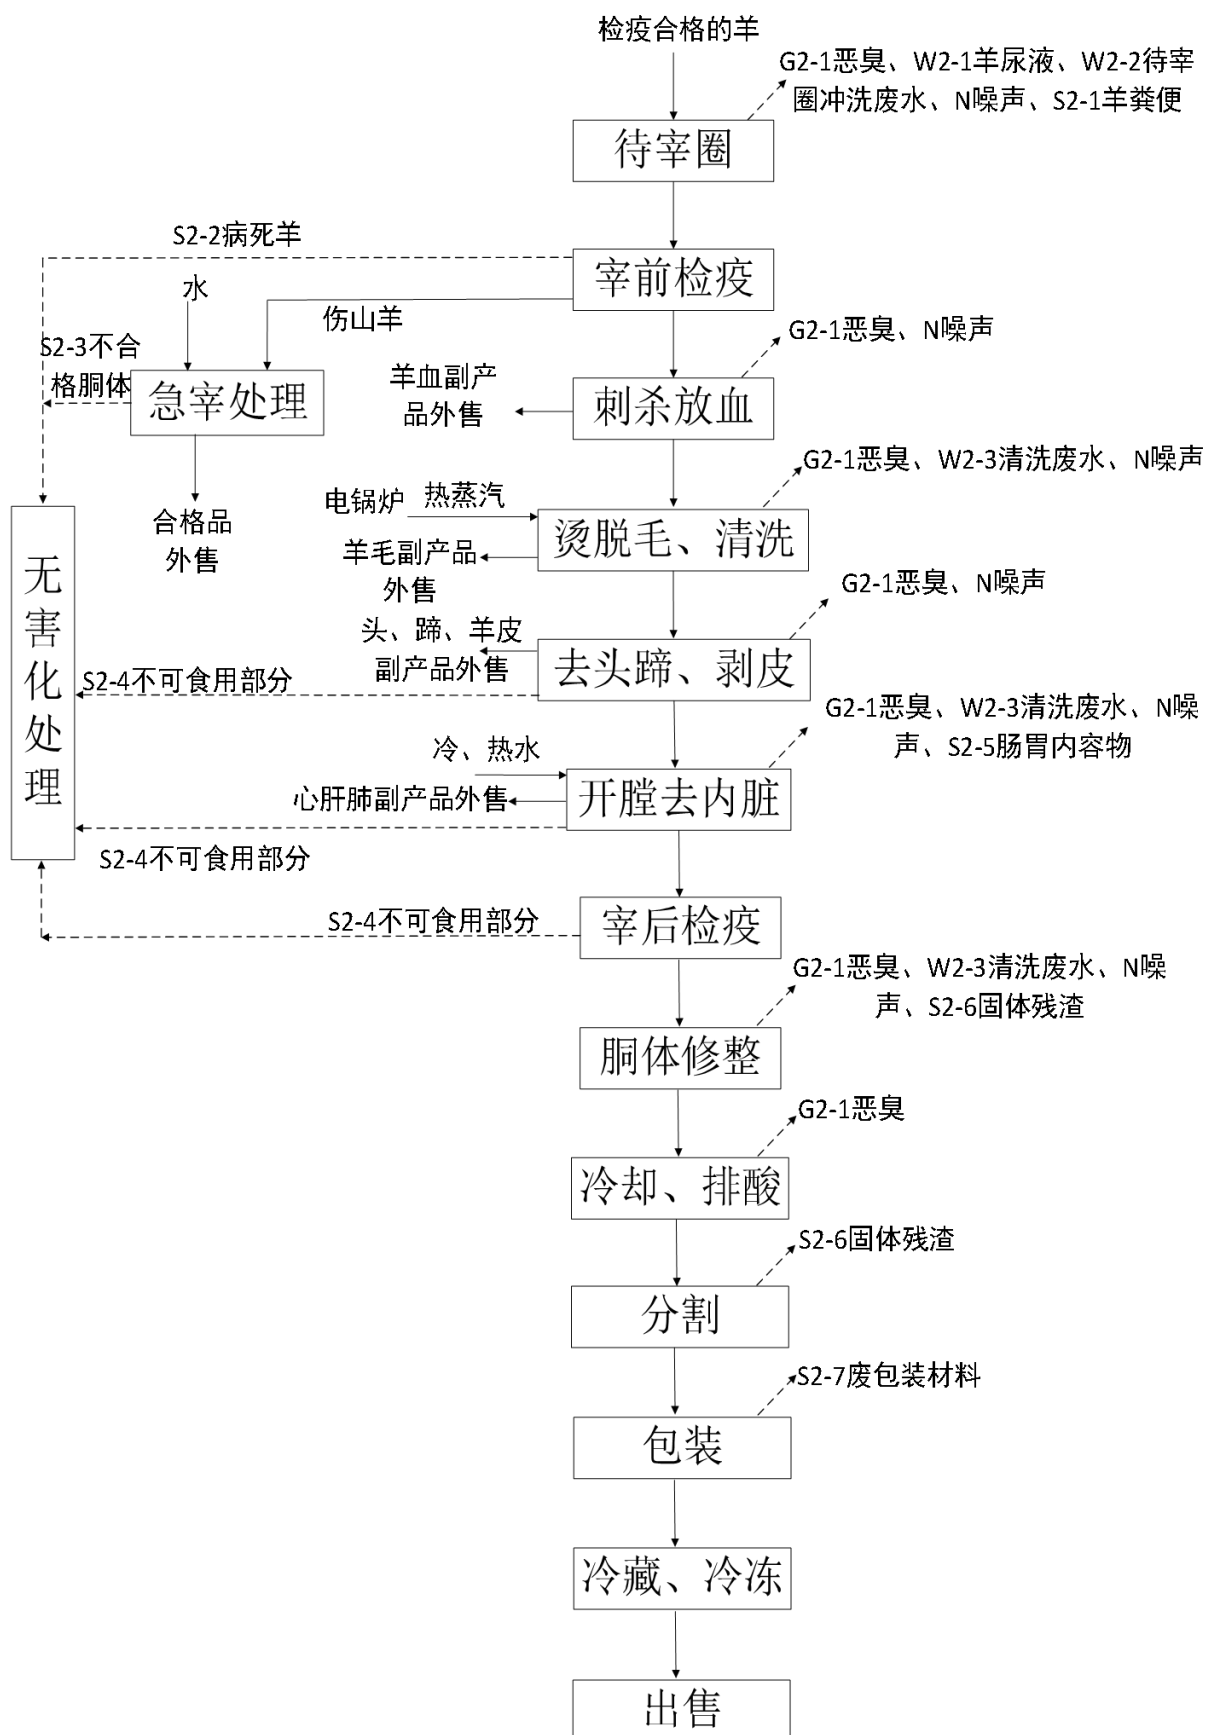 检疫合格的羊
G2-1恶臭、W2-1羊尿液、W2-2待宰
圈冲洗废水、N噪声、S2-1羊粪便
待宰圈
S2-2病死羊
宰前检疫
水
伤山羊
G2-1恶臭、N噪声
S2-3不合
格胴体
急宰处理
羊血副产
品外售
刺杀放血
G2-1恶臭、W2-3清洗废水、N噪声
电锅炉
热蒸汽
烫脱毛、清洗
合格品
外售
羊毛副产品
外售
无
害
化
处
理
G2-1恶臭、N噪声
头、蹄、羊皮
副产品外售
去头蹄、剥皮
S2-4不可食用部分
G2-1恶臭、W2-3清洗废水、N噪
声、S2-5肠胃内容物
冷、热水
心肝肺副产品外售
开膛去内脏
S2-4不可食用部分
S2-4不可食用部分
宰后检疫
G2-1恶臭、W2-3清洗废水、N噪
声、S2-6固体残渣
胴体修整
G2-1恶臭
冷却、排酸
S2-6固体残渣
分割
S2-7废包装材料
包装
冷藏、冷冻
出售